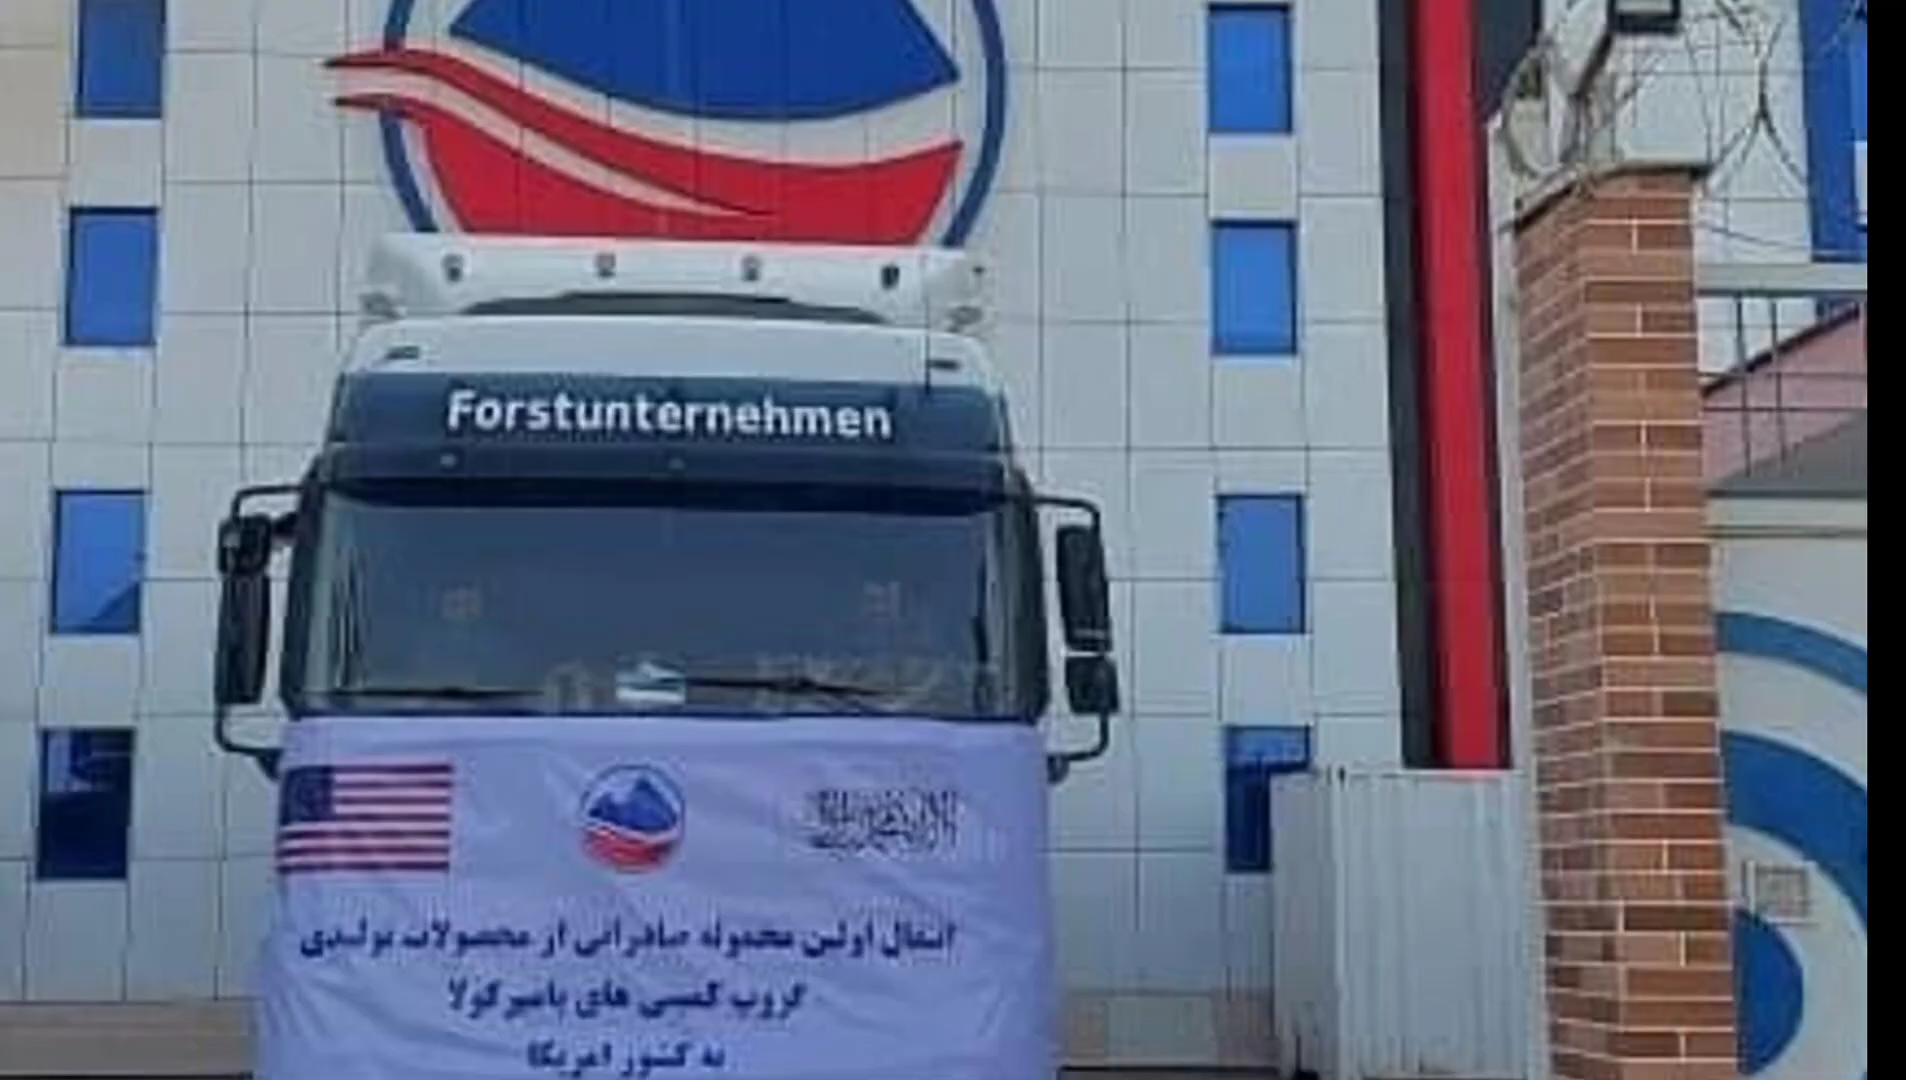 Forstunternehmen
انتقال اولین محموله صادراتی از محصولات تولیدی
گروپ کمپنی های پامیر کولا
به کشور امریکا